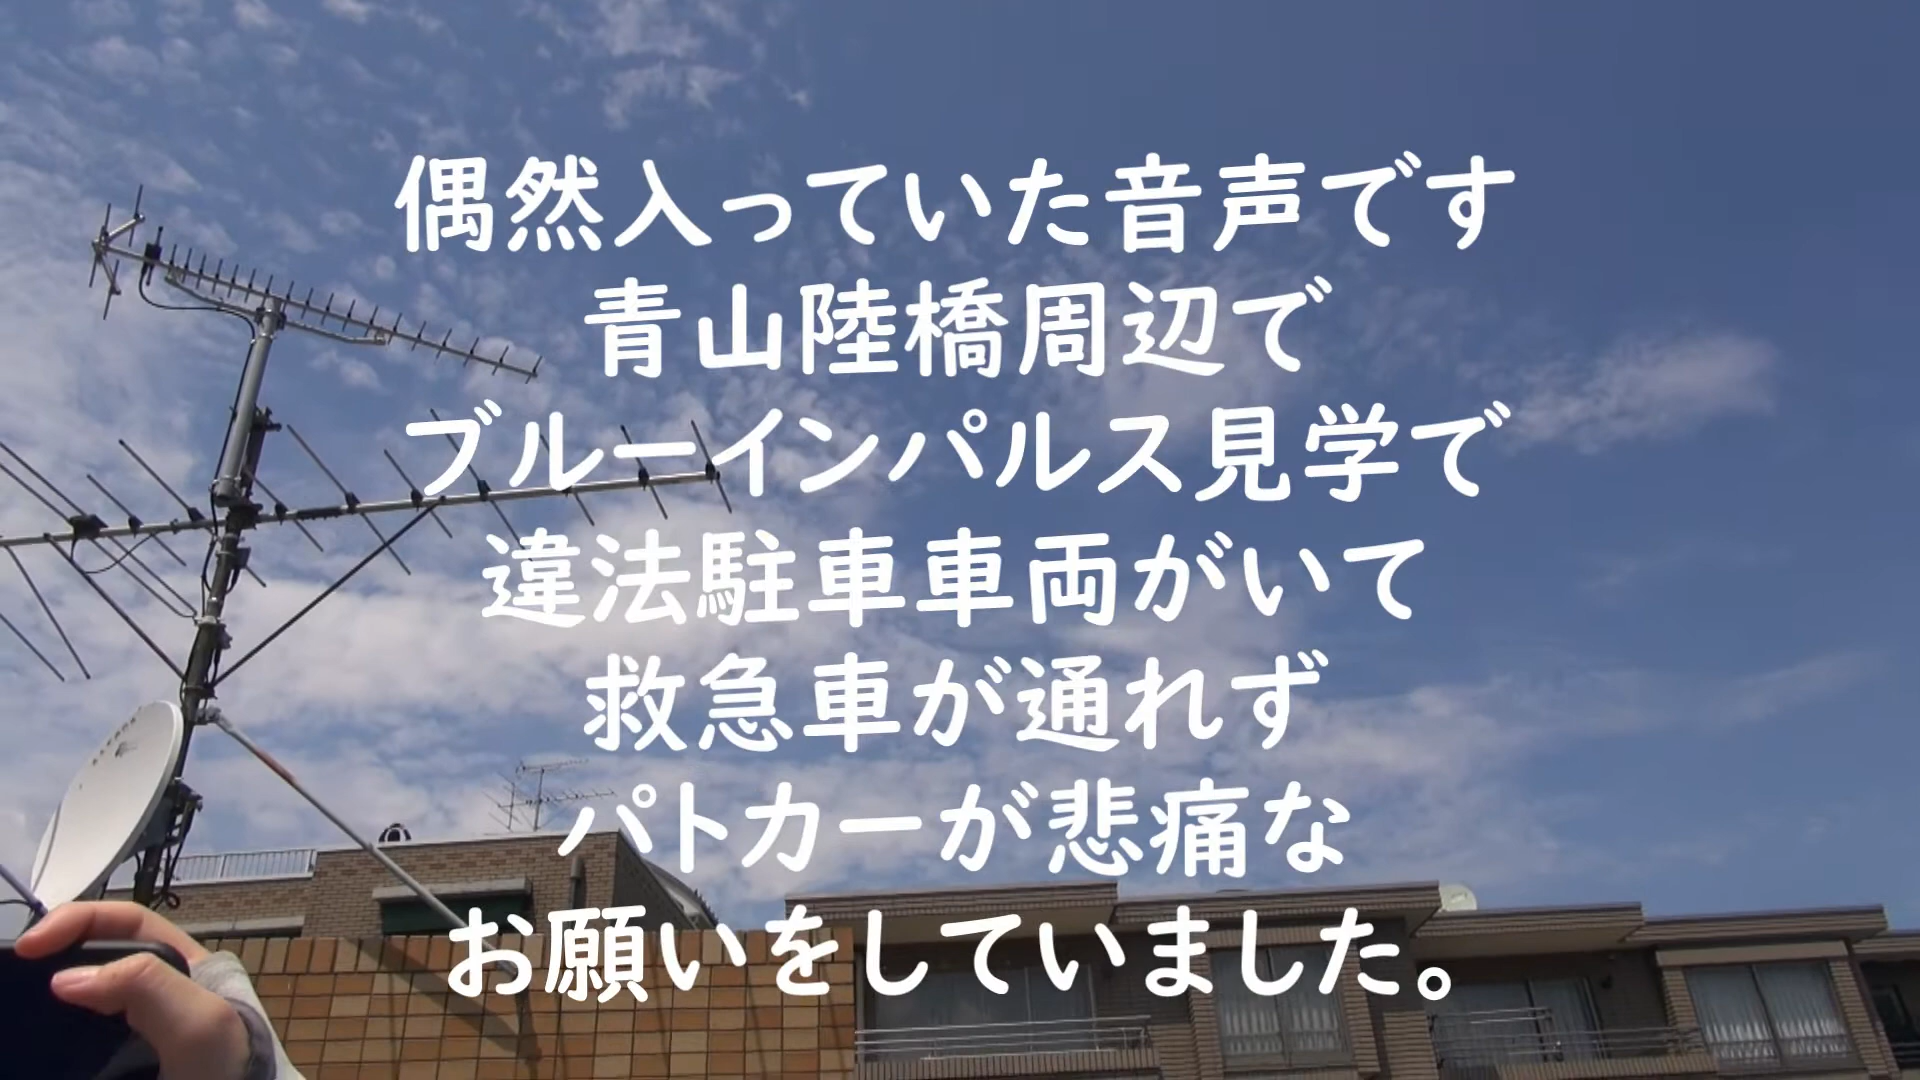 偶然入っていた音声です
青山陸橋周辺で
ブルーインパルス見学で
違法駐車車両がいて
救急車が通れず
パトカーが悲痛な
お願いをしていました。